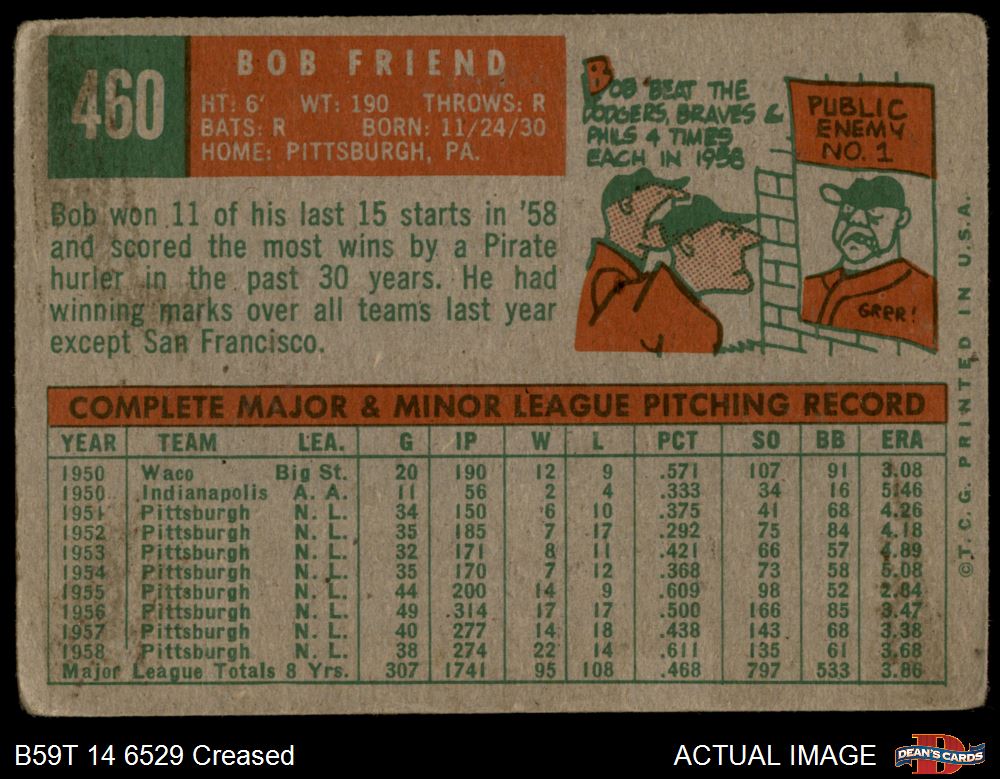 460
BOB FRIEND
HT: 6' WT: 190 THROWS: R
BATS: R BORN: 11/24/30
HOME: PITTSBURGH, PA.
BOB BEAT THE
DODGERS, BRAVES &
PHILS 4 TIMES
EACH IN 1958
PUBLIC
ENEMY
NO. 1
GRRR!
Bob won 11 of his last 15 starts in '58
and scored the most wins by a Pirate
hurler in the past 30 years. He had
winning marks over all teams last year
except San Francisco.
COMPLETE MAJOR & MINOR LEAGUE PITCHING RECORD
YEAR TEAM LEA. G IP W L PCT SO BB ERA
1950 Waco Big St. 20 190 12 9 .571 107 91 3.08
1950 Indianapolis A. A. 11 56 2 4 .333 34 16 5.46
1951 Pittsburgh N. L. 34 150 6 10 .375 41 68 4.26
1952 Pittsburgh N. L. 35 185 7 17 .292 75 84 4.18
1953 Pittsburgh N. L. 32 171 8 11 .421 66 57 4.89
1954 Pittsburgh N. L. 35 170 7 12 .368 73 58 5.08
1955 Pittsburgh N. L. 44 200 14 9 .609 98 52 2.84
1956 Pittsburgh N. L. 49 .314 17 17 .500 166 85 3.47
1957 Pittsburgh N. L. 40 277 14 18 .438 143 68 3.38
1958 Pittsburgh N. L. 38 274 22 14 .611 135 61 3.68
Major League Totals 8 Yrs. 307 1741 95 108 .468 797 533 3.86
© T. C. G. PRINTED IN U. S. A.
B59T 14 6529 Creased
ACTUAL IMAGE
DEAN'S CARDS